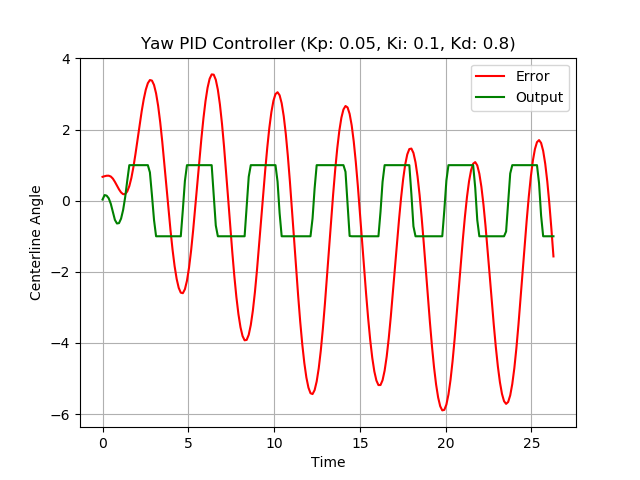 Yaw PID Controller (Kp: 0.05, Ki: 0.1, Kd: 0.8)
Error
Output
Centerline Angle
4
2
0
−2
−4
−6
0 5 10 15 20 25
Time